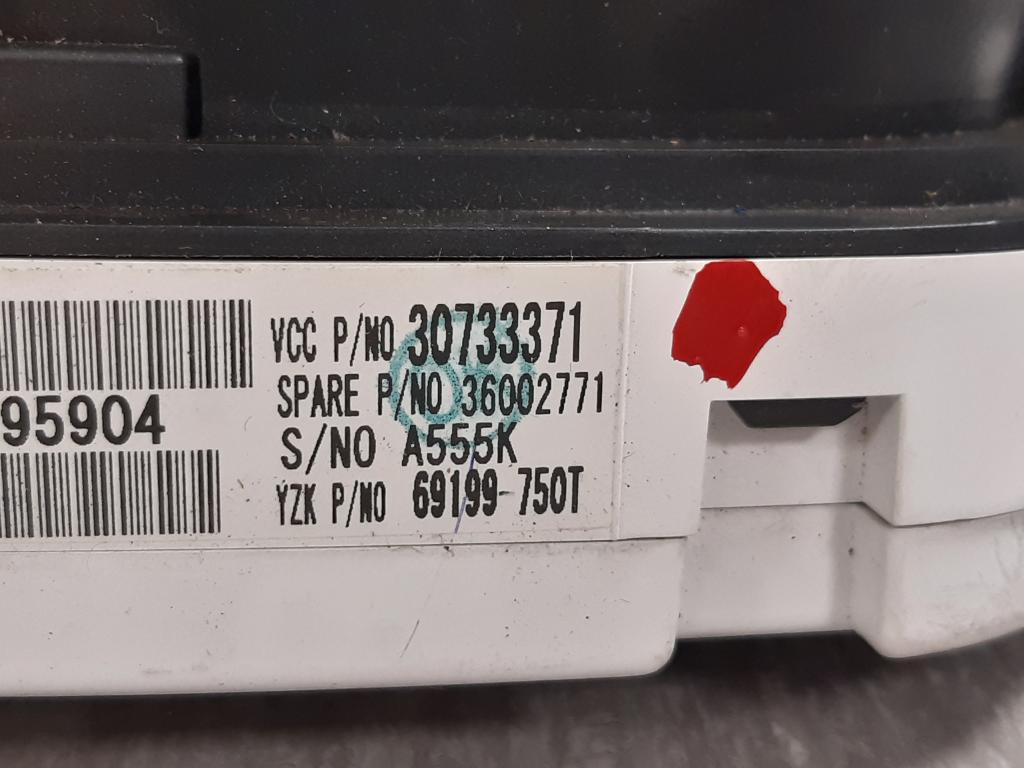 VCC P/NO 30733371
SPARE P/NO 36002771
95904
S/NO A555K
YZK P/NO 69199-750T